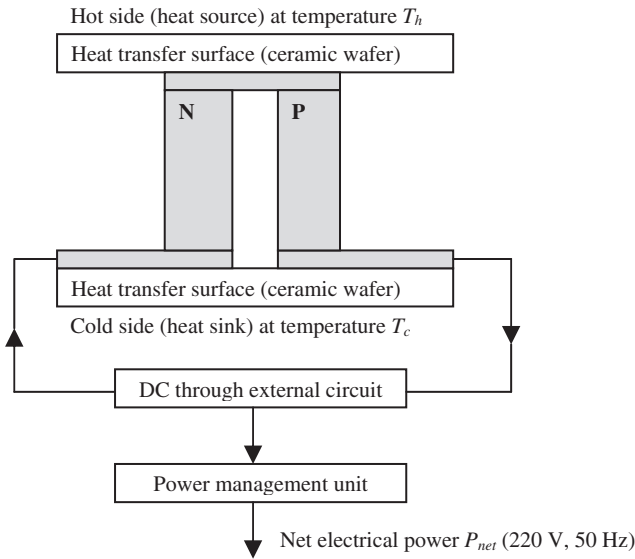 Hot side (heat source) at temperature T_h
Heat transfer surface (ceramic wafer)
N
P
Heat transfer surface (ceramic wafer)
Cold side (heat sink) at temperature T_c
DC through external circuit
Power management unit
Net electrical power P_net (220 V, 50 Hz)